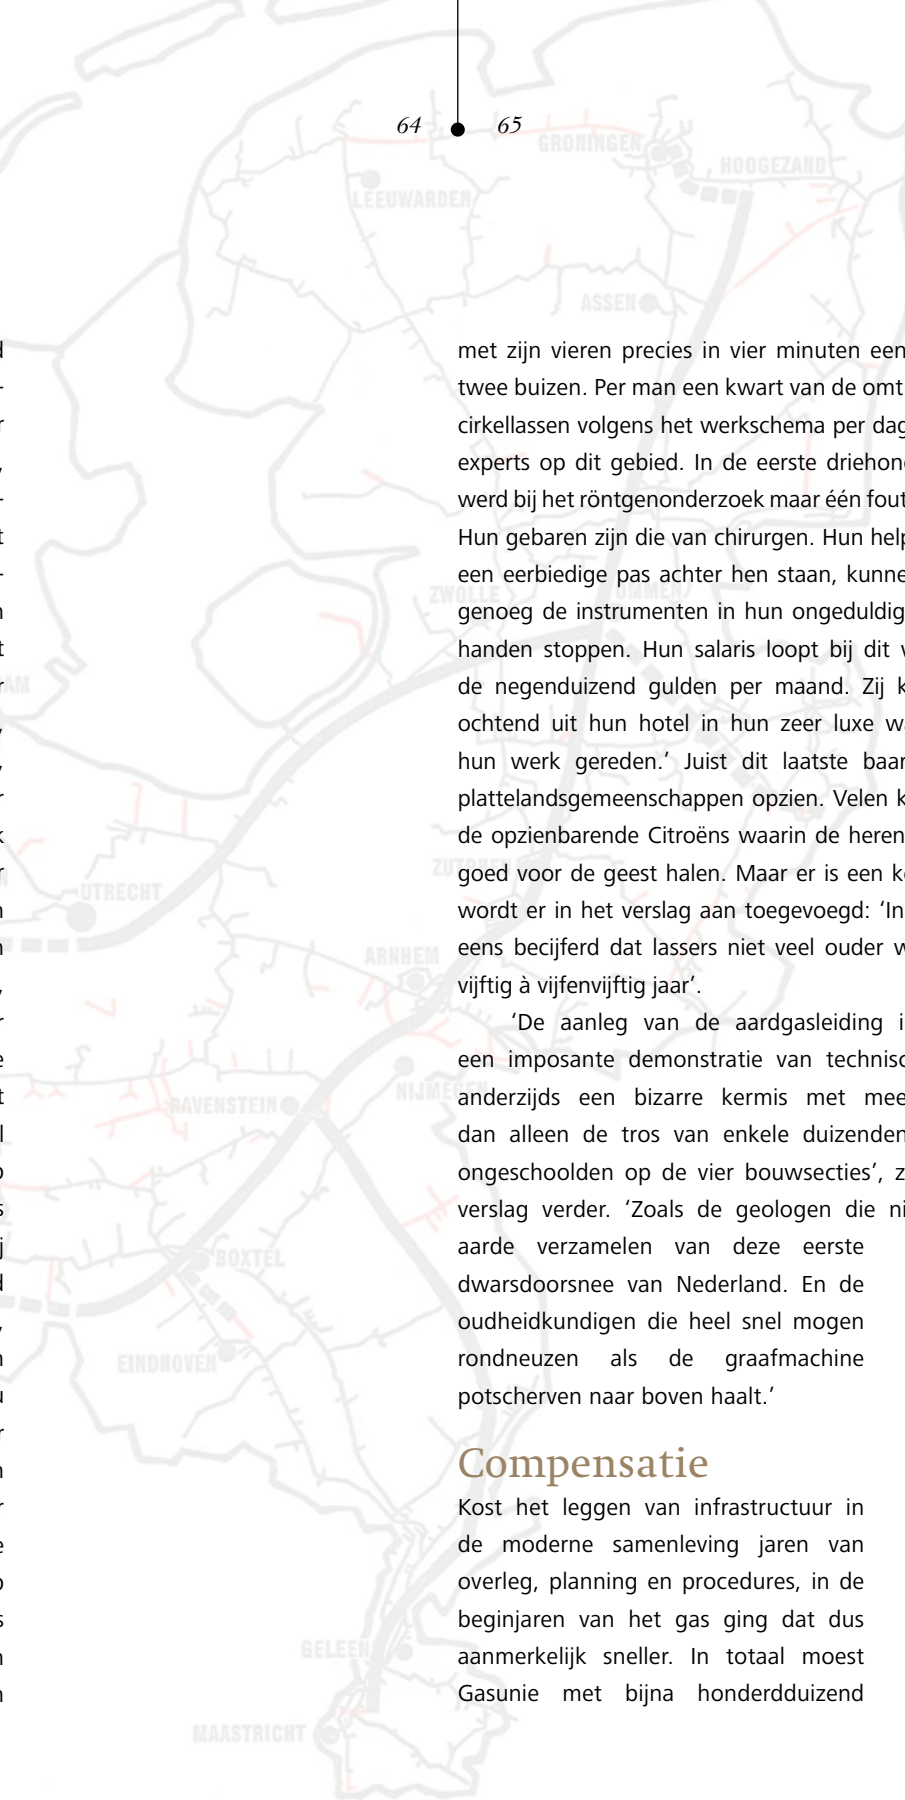 64
65
GRONINGEN
HOOGEZAND
LEEUWARDEN
ASSEN
ZWOLLE
OMMEN
UTRECHT
ZUTPHEN
ARNHEM
NIJMEGEN
RAVENSTEIN
BOXTEL
EINDHOVEN
GELEEN
MAASTRICHT
met zijn vieren precies in vier minuten een
twee buizen. Per man een kwart van de omt
cirkellassen volgens het werkschema per dag
experts op dit gebied. In de eerste driehon
werd bij het röntgenonderzoek maar één fout
Hun gebaren zijn die van chirurgen. Hun help
een eerbiedige pas achter hen staan, kunne
genoeg de instrumenten in hun ongeduldig
handen stoppen. Hun salaris loopt bij dit
de negenduizend gulden per maand. Zij k
ochtend uit hun hotel in hun zeer luxe wa
hun werk gereden.’ Juist dit laatste baar
plattelandsgemeenschappen opzien. Velen k
de opzienbarende Citroëns waarin de heren
goed voor de geest halen. Maar er is een k
wordt er in het verslag aan toegevoegd: ‘In
eens becijferd dat lassers niet veel ouder w
vijftig à vijfenvijftig jaar’.
‘De aanleg van de aardgasleiding i
een imposante demonstratie van technisc
anderzijds een bizarre kermis met mee
dan alleen de tros van enkele duizenden
ongeschoolden op de vier bouwsecties’, z
verslag verder. ‘Zoals de geologen die ni
aarde verzamelen van deze eerste
dwarsdoorsnee van Nederland. En de
oudheidkundigen die heel snel mogen
rondneuzen als de graafmachine
potscherven naar boven haalt.’
Compensatie
Kost het leggen van infrastructuur in
de moderne samenleving jaren van
overleg, planning en procedures, in de
beginjaren van het gas ging dat dus
aanmerkelijk sneller. In totaal moest
Gasunie met bijna honderdduizend